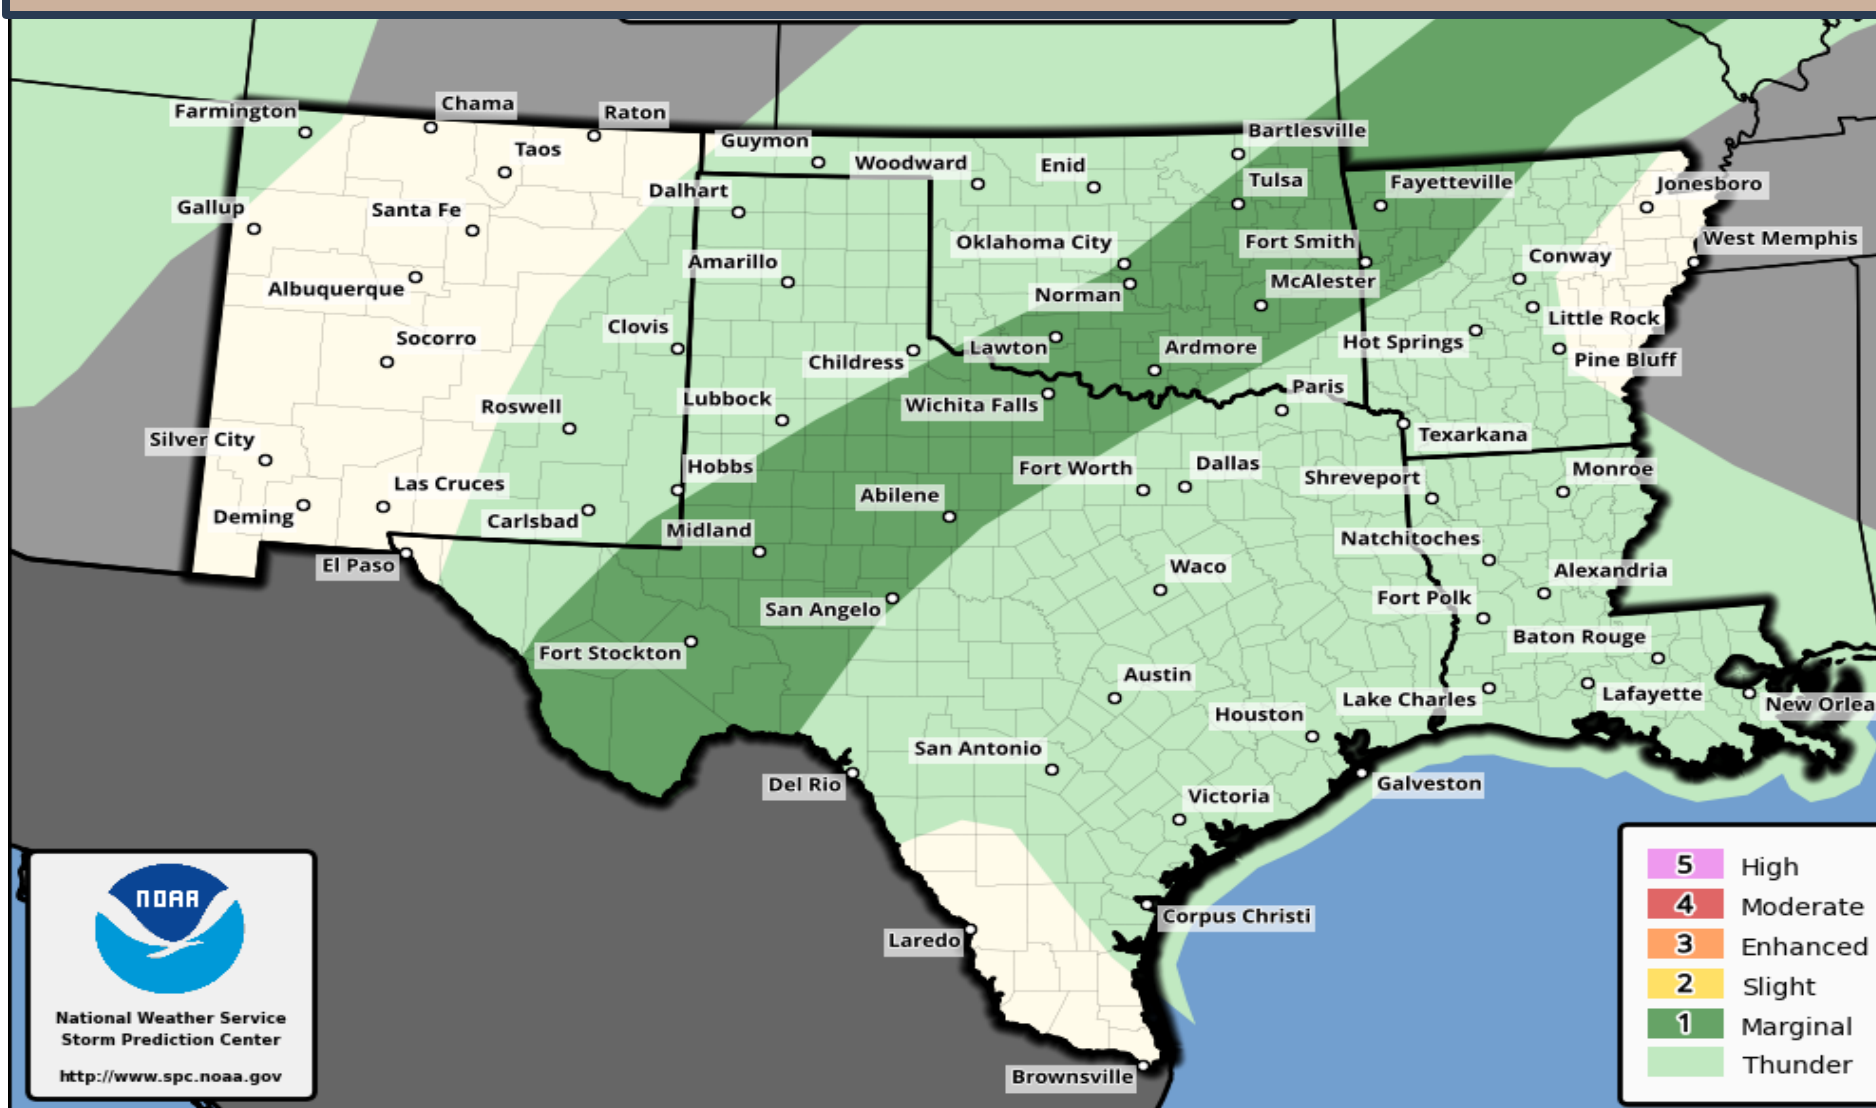 Farmington
Chama
Raton
Guymon
Bartlesville
Taos
Woodward
Enid
Tulsa
Fayetteville
Jonesboro
Dalhart
Gallup
Santa Fe
Oklahoma City
Fort Smith
West Memphis
Amarillo
Conway
Albuquerque
Norman
McAlester
Clovis
Little Rock
Socorro
Childress
Lawton
Ardmore
Hot Springs
Pine Bluff
Paris
Lubbock
Roswell
Wichita Falls
Silver City
Texarkana
Hobbs
Fort Worth
Dallas
Shreveport
Monroe
Las Cruces
Abilene
Deming
Carlsbad
Midland
Natchitoches
El Paso
Waco
Alexandria
San Angelo
Fort Polk
Fort Stockton
Baton Rouge
Austin
Lake Charles
Lafayette
New Orlea
Houston
San Antonio
Del Rio
Galveston
Victoria
Corpus Christi
Laredo
Brownsville
NOAA
National Weather Service
Storm Prediction Center
http://www.spc.noaa.gov
5 High
4 Moderate
3 Enhanced
2 Slight
1 Marginal
Thunder